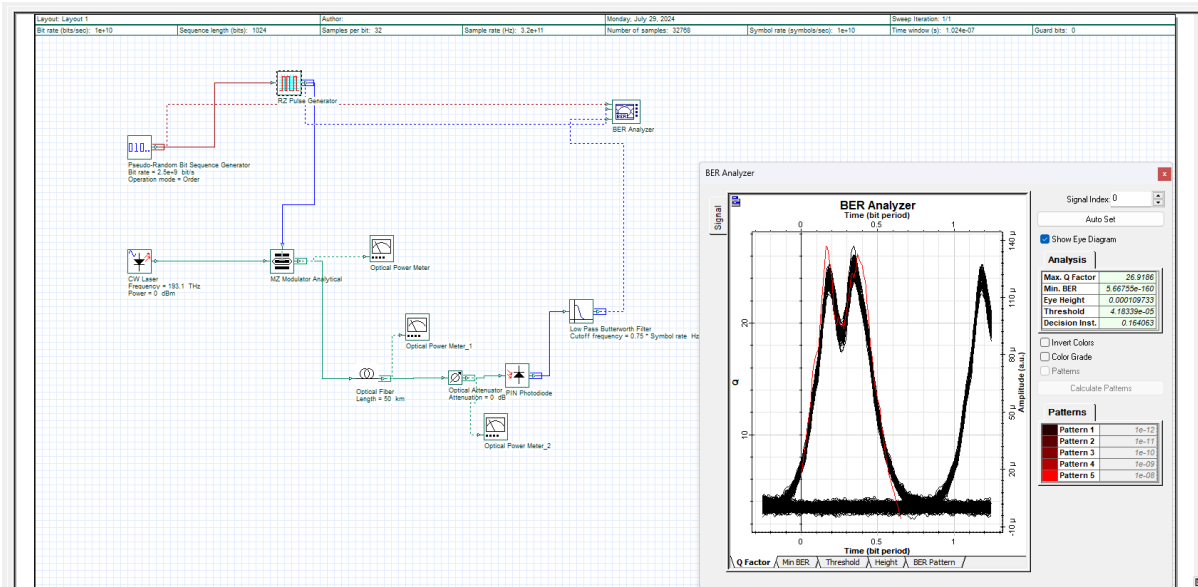 Layout: Layout 1
Author:
Monday, July 29, 2024
Sweep Iteration: 1/1
Bit rate (bits/sec): 1e+10
Sequence length (bits): 1024
Samples per bit: 32
Sample rate (Hz): 3.2e+11
Number of samples: 32768
Symbol rate (symbols/sec): 1e+10
Time window (s): 1.024e-07
Guard bits: 0
RZ Pulse Generator
BER
BER Analyzer
010..
Pseudo-Random Bit Sequence Generator
Bit rate = 2.5e+9 bit/s
Operation mode = Order
Optical Power Meter
CW Laser
Frequency = 193.1 THz
Power = 0 dBm
MZ Modulator Analytical
Low Pass Butterworth Filter
Cutoff frequency = 0.75 * Symbol rate Hz
Optical Power Meter_1
Optical Fiber
Length = 50 km
Optical Attenuator
Attenuation = 0 dB
PIN Photodiode
Optical Power Meter_2
BER Analyzer
x
Signal
BER Analyzer
Time (bit period)
0 0.5 1
Q
20
10
140 µ
110 µ
80 µ
50 µ
20 µ
-10 µ
Amplitude (a.u.)
0 0.5 1
Time (bit period)
Q Factor Min BER Threshold Height BER Pattern
Signal Index: 0
Auto Set
Show Eye Diagram
Analysis
Max. Q Factor 26.9186
Min. BER 5.66755e-160
Eye Height 0.000109733
Threshold 4.18339e-05
Decision Inst. 0.164063
Invert Colors
Color Grade
Patterns
Calculate Patterns
Patterns
Pattern 1 1e-12
Pattern 2 1e-11
Pattern 3 1e-10
Pattern 4 1e-09
Pattern 5 1e-08